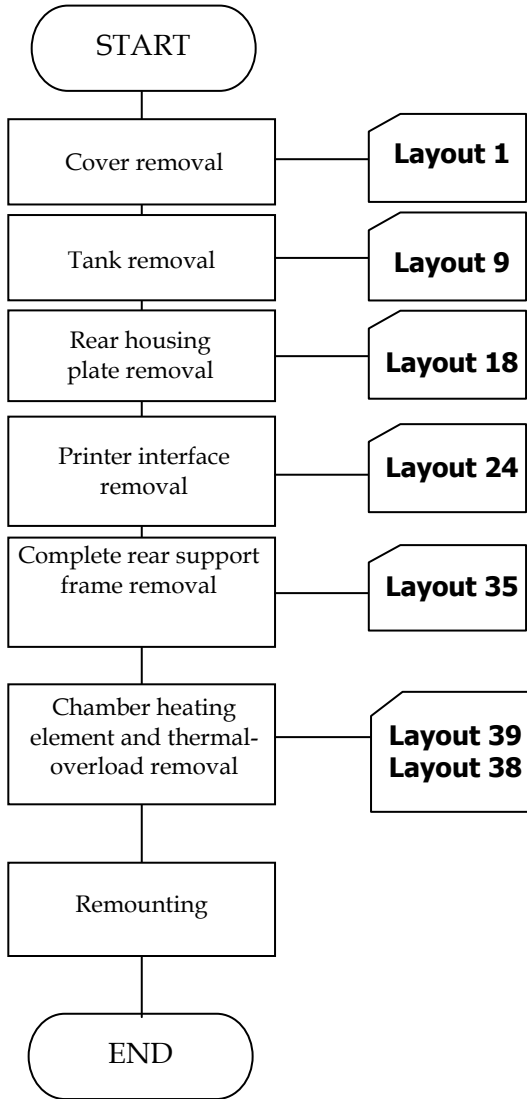 START
Cover removal
Layout 1
Tank removal
Layout 9
Rear housing
plate removal
Layout 18
Printer interface
removal
Layout 24
Complete rear support
frame removal
Layout 35
Chamber heating
element and thermal-
overload removal
Layout 39
Layout 38
Remounting
END